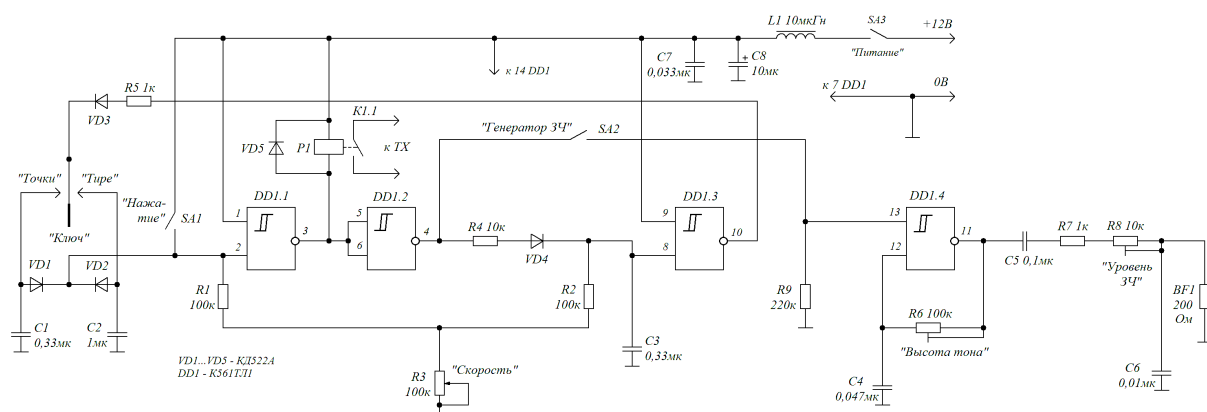 L1 10мкГн
SA3
+12В
"Питание"
C7
0,033мк
+
C8
10мк
к 14 DD1
к 7 DD1
0В
R5 1к
VD3
K1.1
VD5
P1
к TX
"Генератор ЗЧ"
SA2
"Точки"
"Тире"
"Нажа-
тие"
SA1
"Ключ"
DD1.1
1
2
3
DD1.2
5
6
4
R4 10к
VD4
DD1.3
9
8
10
DD1.4
13
12
11
C5 0,1мк
R7 1к
R8 10к
"Уровень
ЗЧ"
BF1
200
Ом
VD1
VD2
R1
100к
R2
100к
R9
220к
R6 100к
"Высота тона"
C1
0,33мк
C2
1мк
C3
0,33мк
C4
0,047мк
C6
0,01мк
VD1...VD5 - КД522А
DD1 - К561ТЛ1
R3
100к
"Скорость"